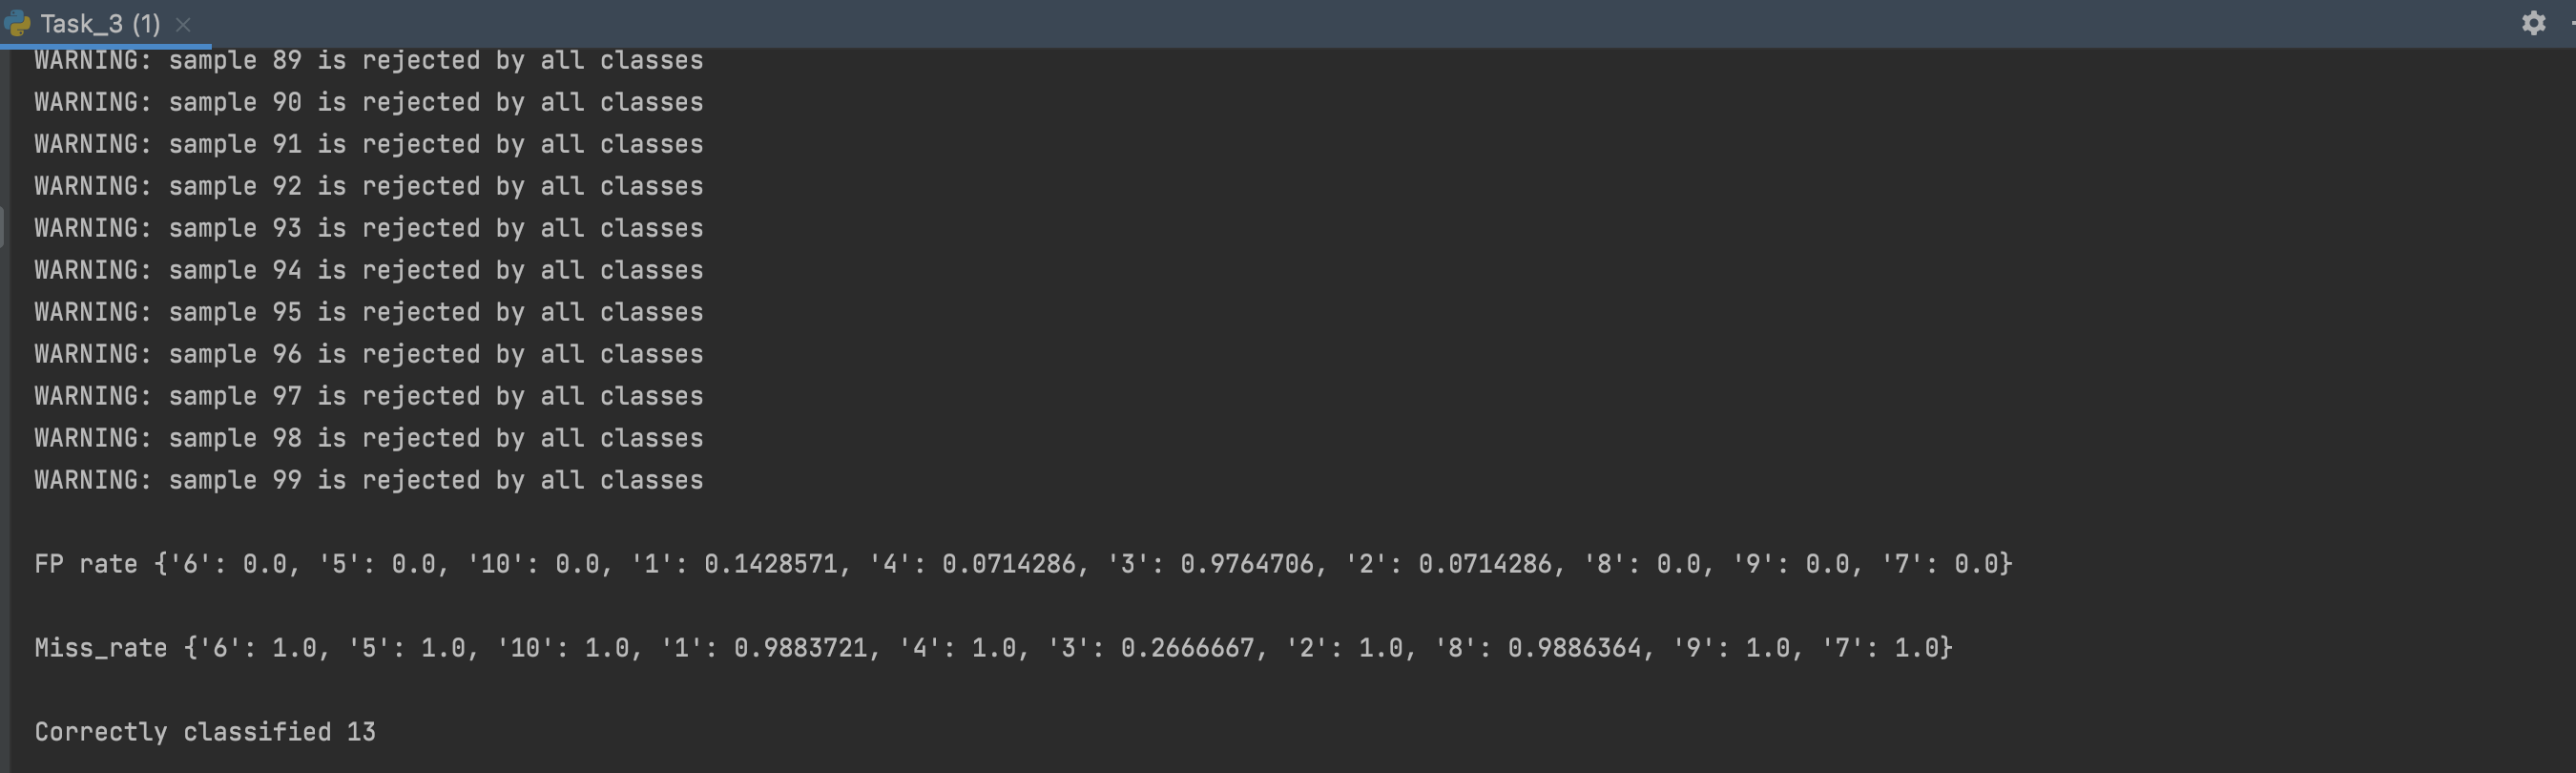 Task_3 (1)
WARNING: sample 89 is rejected by all classes
WARNING: sample 90 is rejected by all classes
WARNING: sample 91 is rejected by all classes
WARNING: sample 92 is rejected by all classes
WARNING: sample 93 is rejected by all classes
WARNING: sample 94 is rejected by all classes
WARNING: sample 95 is rejected by all classes
WARNING: sample 96 is rejected by all classes
WARNING: sample 97 is rejected by all classes
WARNING: sample 98 is rejected by all classes
WARNING: sample 99 is rejected by all classes
FP rate {'6': 0.0, '5': 0.0, '10': 0.0, '1': 0.1428571, '4': 0.0714286, '3': 0.9764706, '2': 0.0714286, '8': 0.0, '9': 0.0, '7': 0.0}
Miss_rate {'6': 1.0, '5': 1.0, '10': 1.0, '1': 0.9883721, '4': 1.0, '3': 0.2666667, '2': 1.0, '8': 0.9886364, '9': 1.0, '7': 1.0}
Correctly classified 13